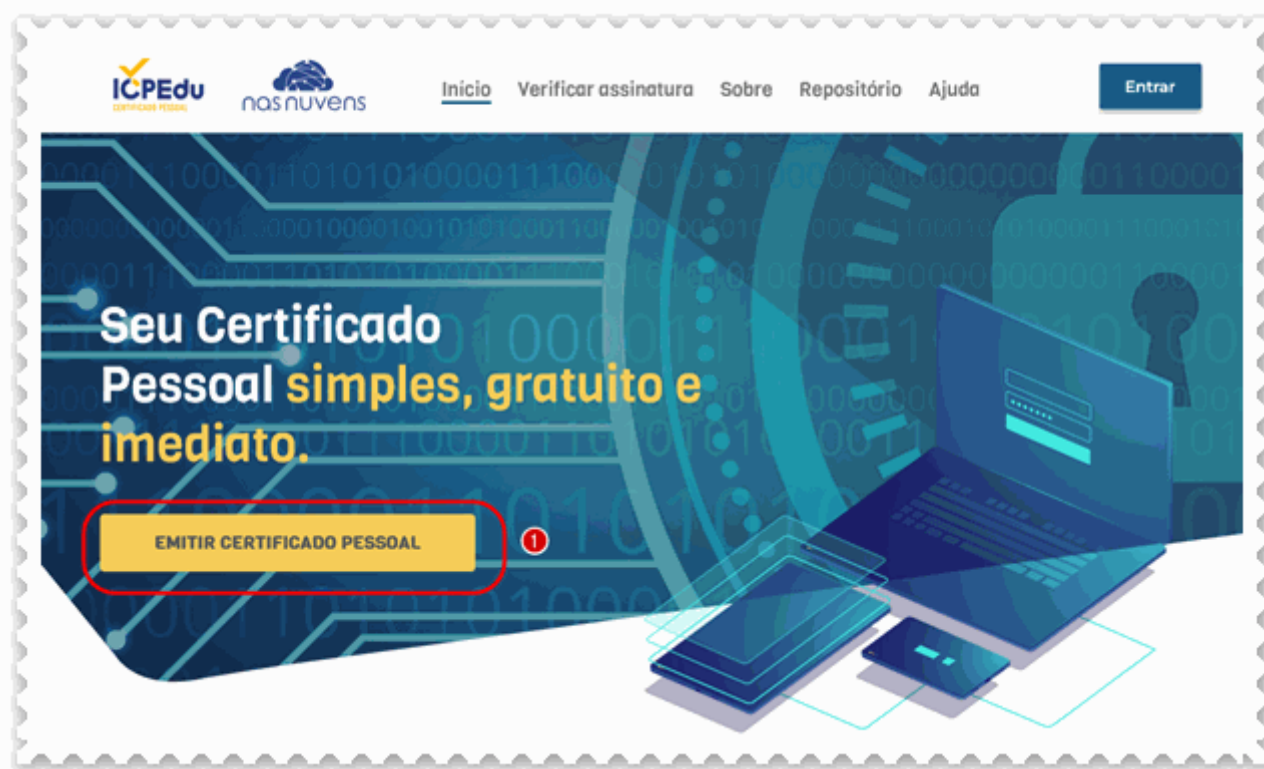 ICPEdu
CERTIFICADO PESSOAL
nasnuvens
Início
Verificar assinatura
Sobre
Repositório
Ajuda
Entrar
Seu Certificado
Pessoal simples, gratuito e
imediato.
EMITIR CERTIFICADO PESSOAL
1